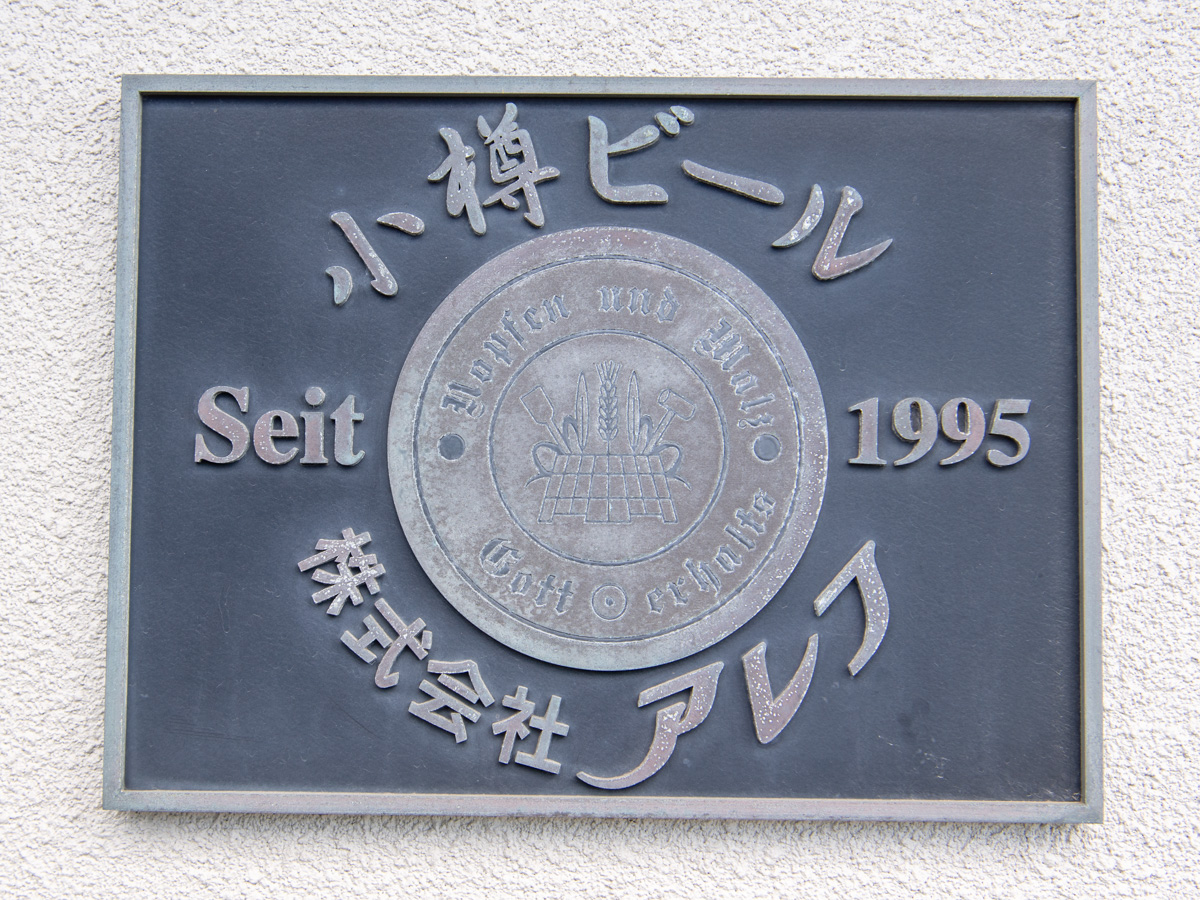 小樽ビール
Hopfen und Malz
Seit
1995
Gott erhalts
株式会社アレフ